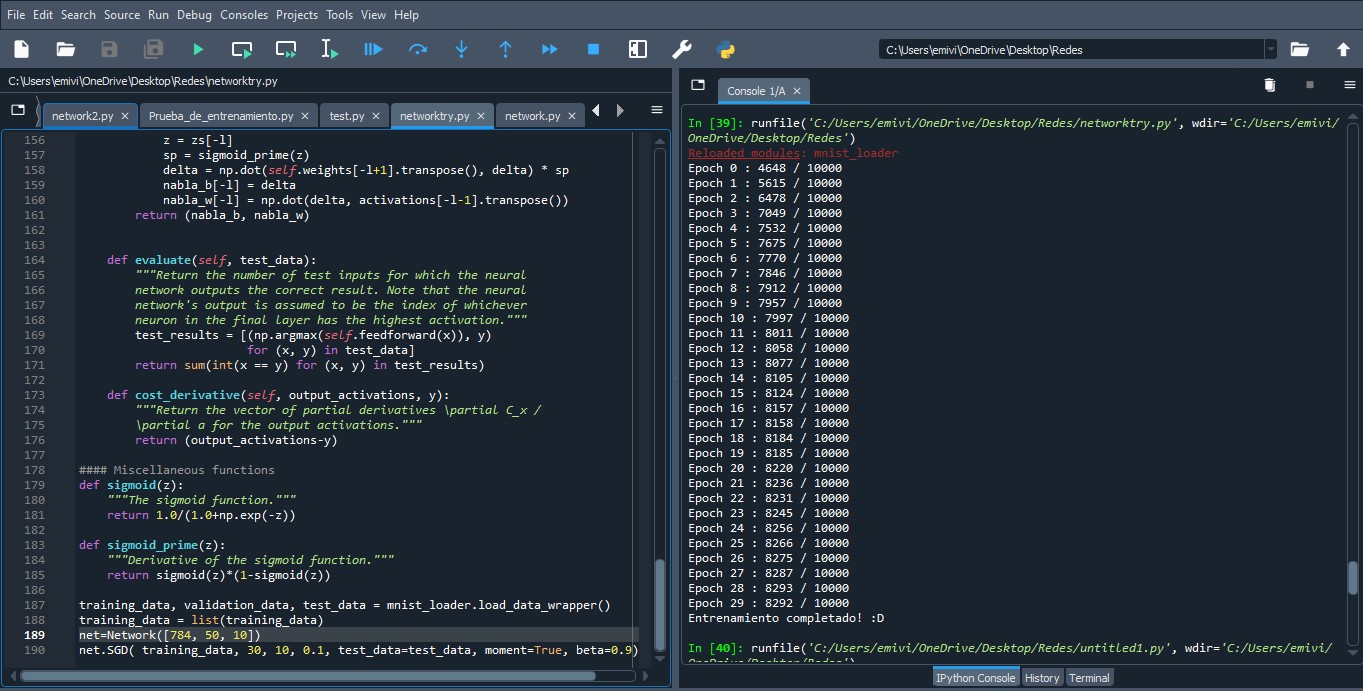 File Edit Search Source Run Debug Consoles Projects Tools View Help
C:\Users\emivi\OneDrive\Desktop\Redes
C:\Users\emivi\OneDrive\Desktop\Redes\networktry.py
network2.py
Prueba_de_entrenamiento.py
test.py
networktry.py
network.py
156 z = zs[-l]
157 sp = sigmoid_prime(z)
158 delta = np.dot(self.weights[-l+1].transpose(), delta) * sp
159 nabla_b[-l] = delta
160 nabla_w[-l] = np.dot(delta, activations[-l-1].transpose())
161 return (nabla_b, nabla_w)
162
163
164 def evaluate(self, test_data):
165 """Return the number of test inputs for which the neural
166 network outputs the correct result. Note that the neural
167 network's output is assumed to be the index of whichever
168 neuron in the final layer has the highest activation."""
169 test_results = [(np.argmax(self.feedforward(x)), y)
170 for (x, y) in test_data]
171 return sum(int(x == y) for (x, y) in test_results)
172
173 def cost_derivative(self, output_activations, y):
174 """Return the vector of partial derivatives \partial C_x /
175 \partial a for the output activations."""
176 return (output_activations-y)
177
178 #### Miscellaneous functions
179 def sigmoid(z):
180 """The sigmoid function."""
181 return 1.0/(1.0+np.exp(-z))
182
183 def sigmoid_prime(z):
184 """Derivative of the sigmoid function."""
185 return sigmoid(z)*(1-sigmoid(z))
186
187 training_data, validation_data, test_data = mnist_loader.load_data_wrapper()
188 training_data = list(training_data)
189 net=Network([784, 50, 10])
190 net.SGD( training_data, 30, 10, 0.1, test_data=test_data, moment=True, beta=0.9)
Console 1/A
In [39]: runfile('C:/Users/emivi/OneDrive/Desktop/Redes/networktry.py', wdir='C:/Users/emivi/
OneDrive/Desktop/Redes')
Reloaded modules: mnist_loader
Epoch 0 : 4648 / 10000
Epoch 1 : 5615 / 10000
Epoch 2 : 6478 / 10000
Epoch 3 : 7049 / 10000
Epoch 4 : 7532 / 10000
Epoch 5 : 7675 / 10000
Epoch 6 : 7770 / 10000
Epoch 7 : 7846 / 10000
Epoch 8 : 7912 / 10000
Epoch 9 : 7957 / 10000
Epoch 10 : 7997 / 10000
Epoch 11 : 8011 / 10000
Epoch 12 : 8058 / 10000
Epoch 13 : 8077 / 10000
Epoch 14 : 8105 / 10000
Epoch 15 : 8124 / 10000
Epoch 16 : 8157 / 10000
Epoch 17 : 8158 / 10000
Epoch 18 : 8184 / 10000
Epoch 19 : 8185 / 10000
Epoch 20 : 8220 / 10000
Epoch 21 : 8236 / 10000
Epoch 22 : 8231 / 10000
Epoch 23 : 8245 / 10000
Epoch 24 : 8256 / 10000
Epoch 25 : 8266 / 10000
Epoch 26 : 8275 / 10000
Epoch 27 : 8287 / 10000
Epoch 28 : 8293 / 10000
Epoch 29 : 8292 / 10000
Entrenamiento completado! :D
In [40]: runfile('C:/Users/emivi/OneDrive/Desktop/Redes/untitled1.py', wdir='C:/Users/emivi/
OneDrive/Desktop/Redes')
IPython Console History Terminal